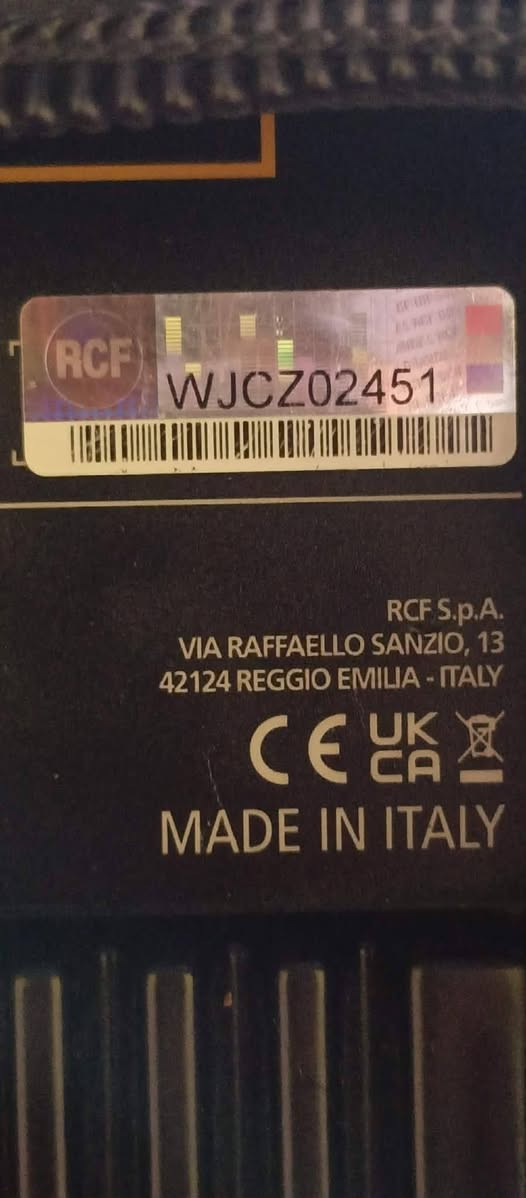 RCF
WJCZ02451
RCF S.p.A.
VIA RAFFAELLO SANZIO, 13
42124 REGGIO EMILIA - ITALY
CE UK CA
MADE IN ITALY